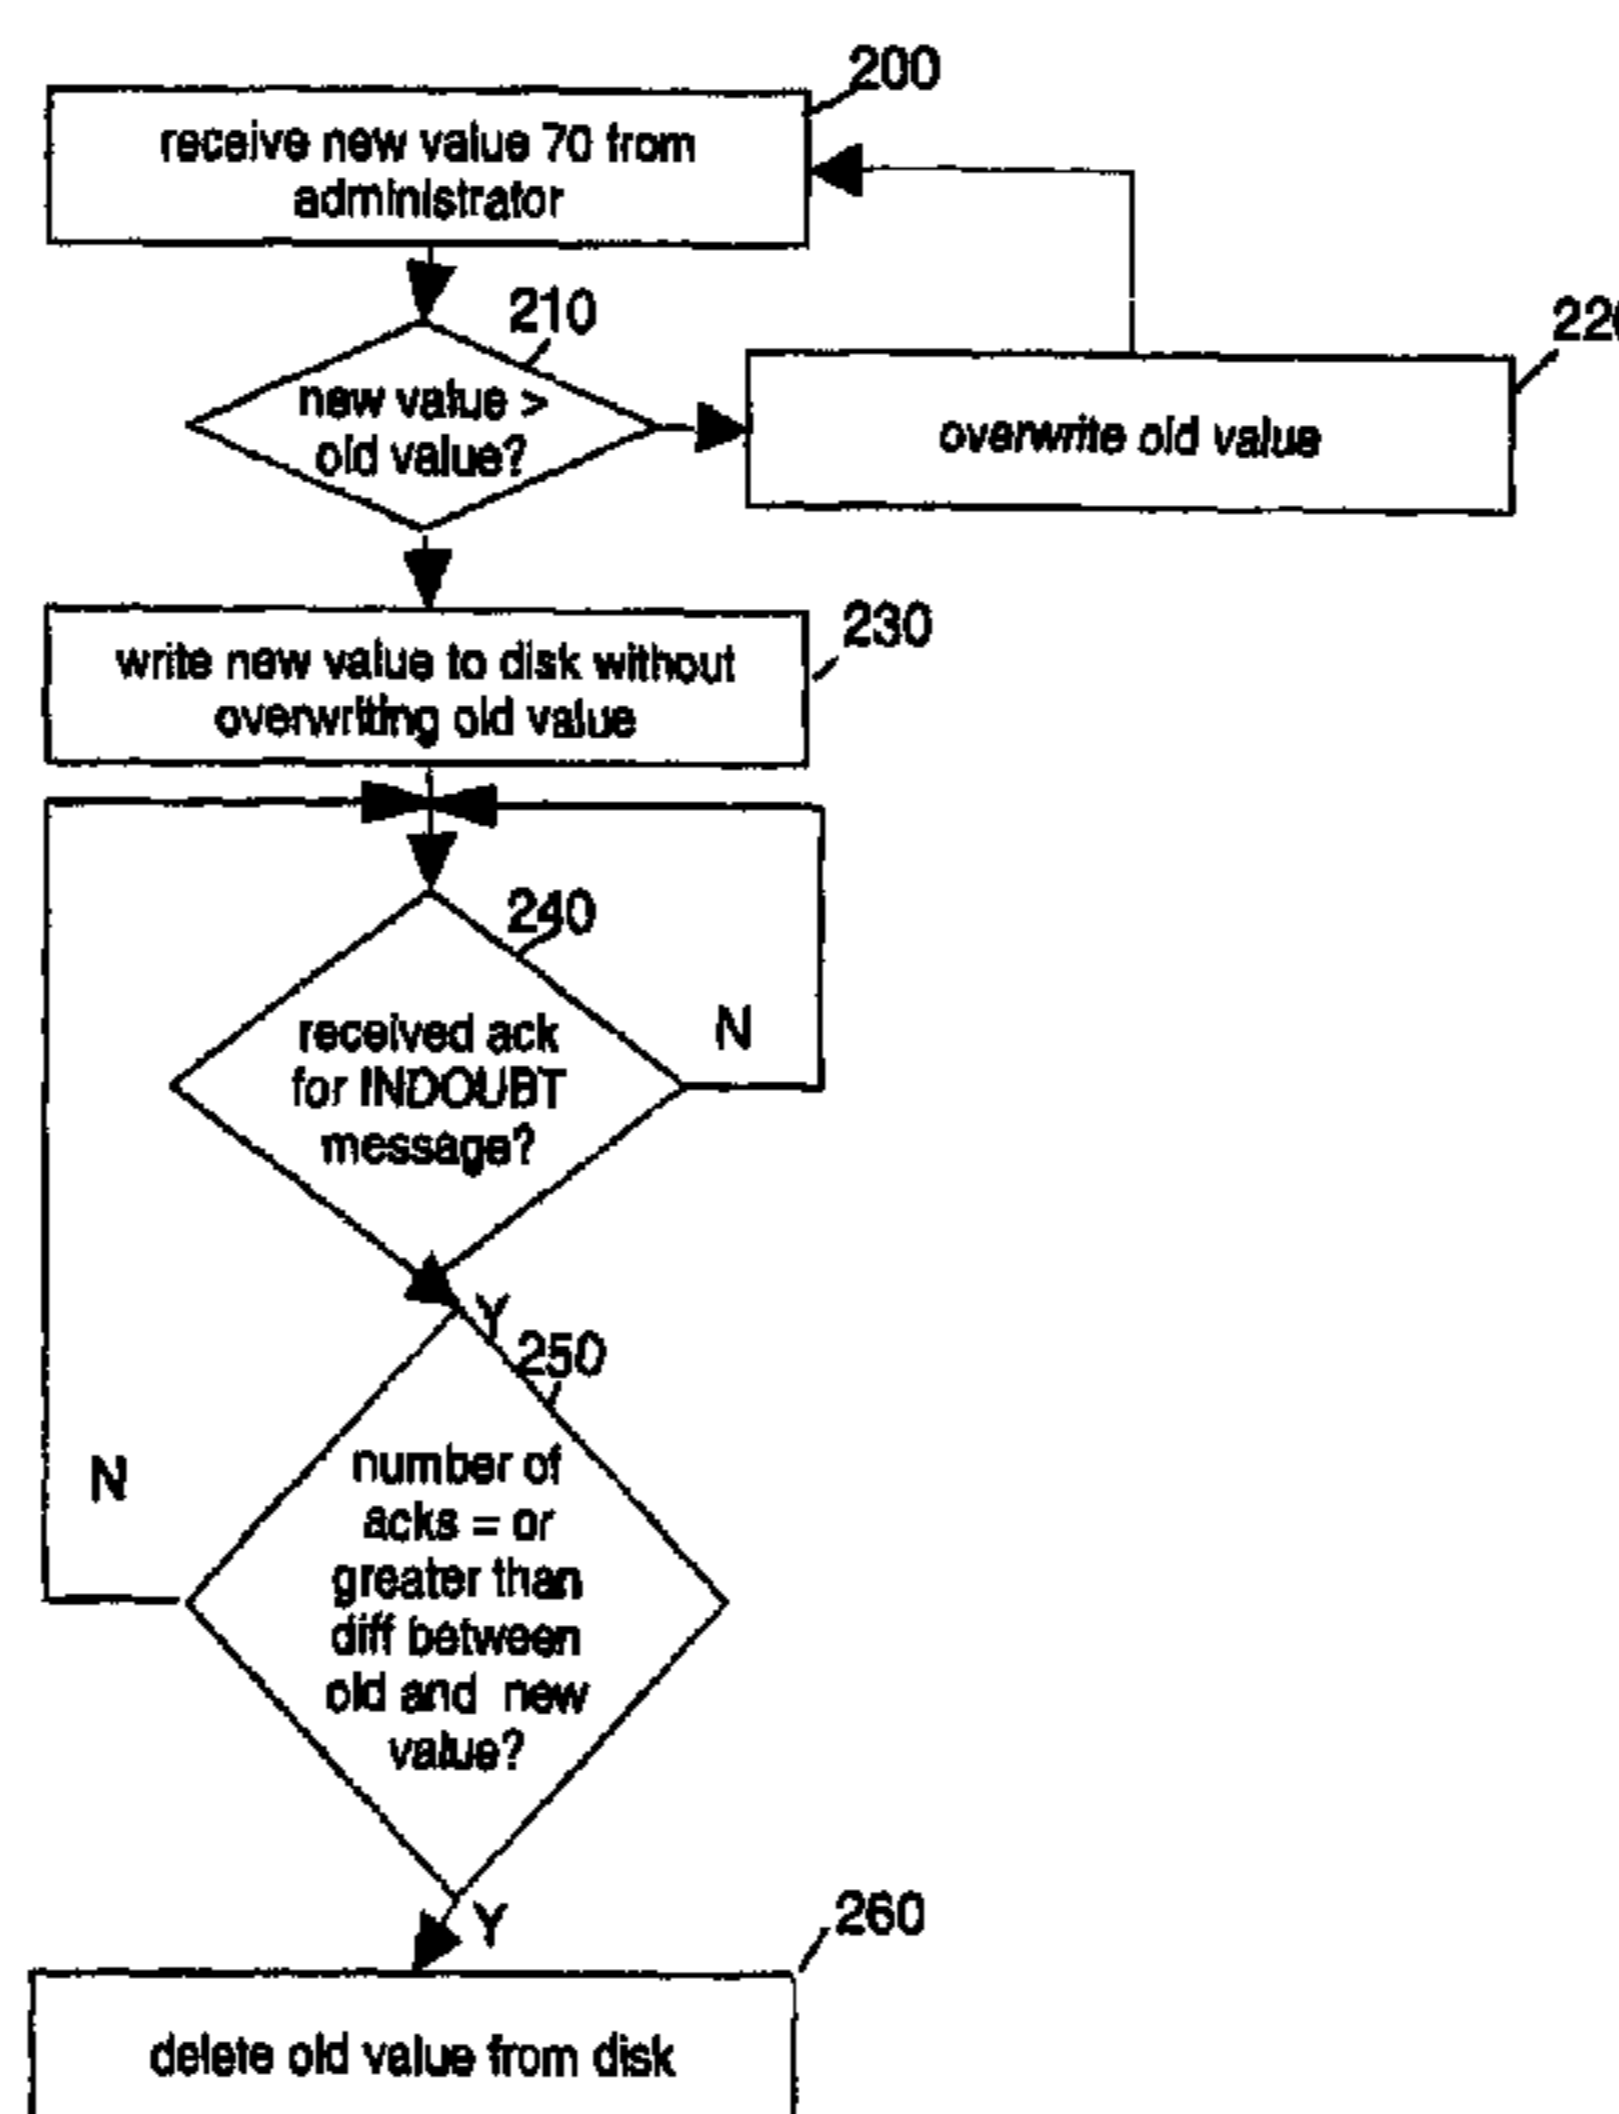 200
receive new value 70 from
administrator
210
new value >
old value?
220
overwrite old value
230
write new value to disk without
overwriting old value
240
received ack
for INDOUBT
message?
N
Y
250
number of
acks = or
greater than
diff between
old and new
value?
N
Y
260
delete old value from disk